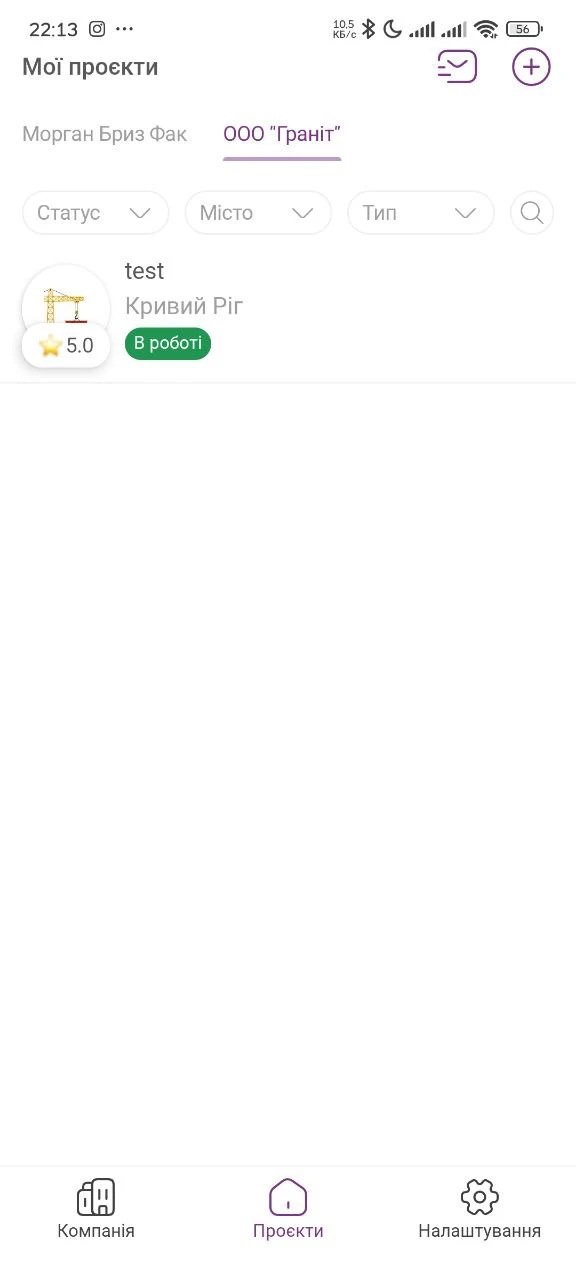 22:13 ... 10,5 КБ/с 56
Мої проєкти
Морган Бриз Фак ООО "Граніт"
Статус Місто Тип
test
Кривий Ріг
5.0 В роботі
Компанія Проєкти Налаштування